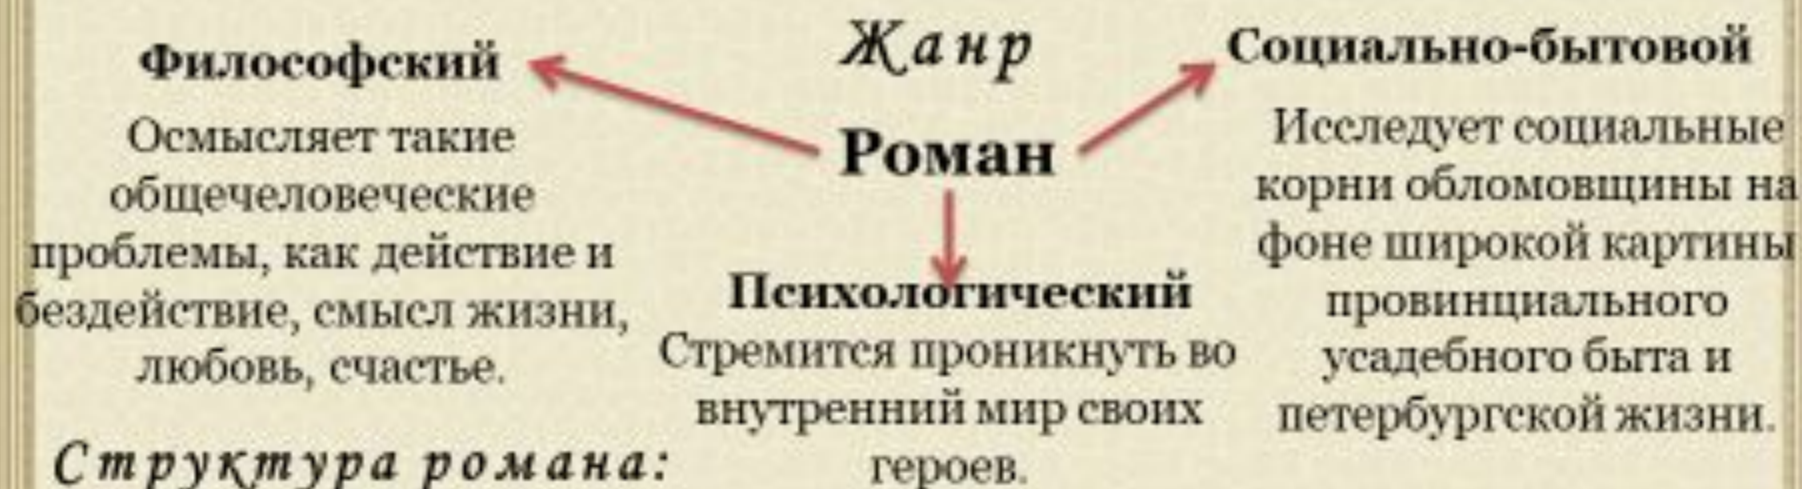 Жанр
Философский
Осмысляет такие
общечеловеческие
проблемы, как действие и
бездействие, смысл жизни,
любовь, счастье.
Роман
Психологический
Стремится проникнуть во
внутренний мир своих
героев.
Социально-бытовой
Исследует социальные
корни обломовщины на
фоне широкой картины
провинциального
усадебного быта и
петербургской жизни.
Структура романа: